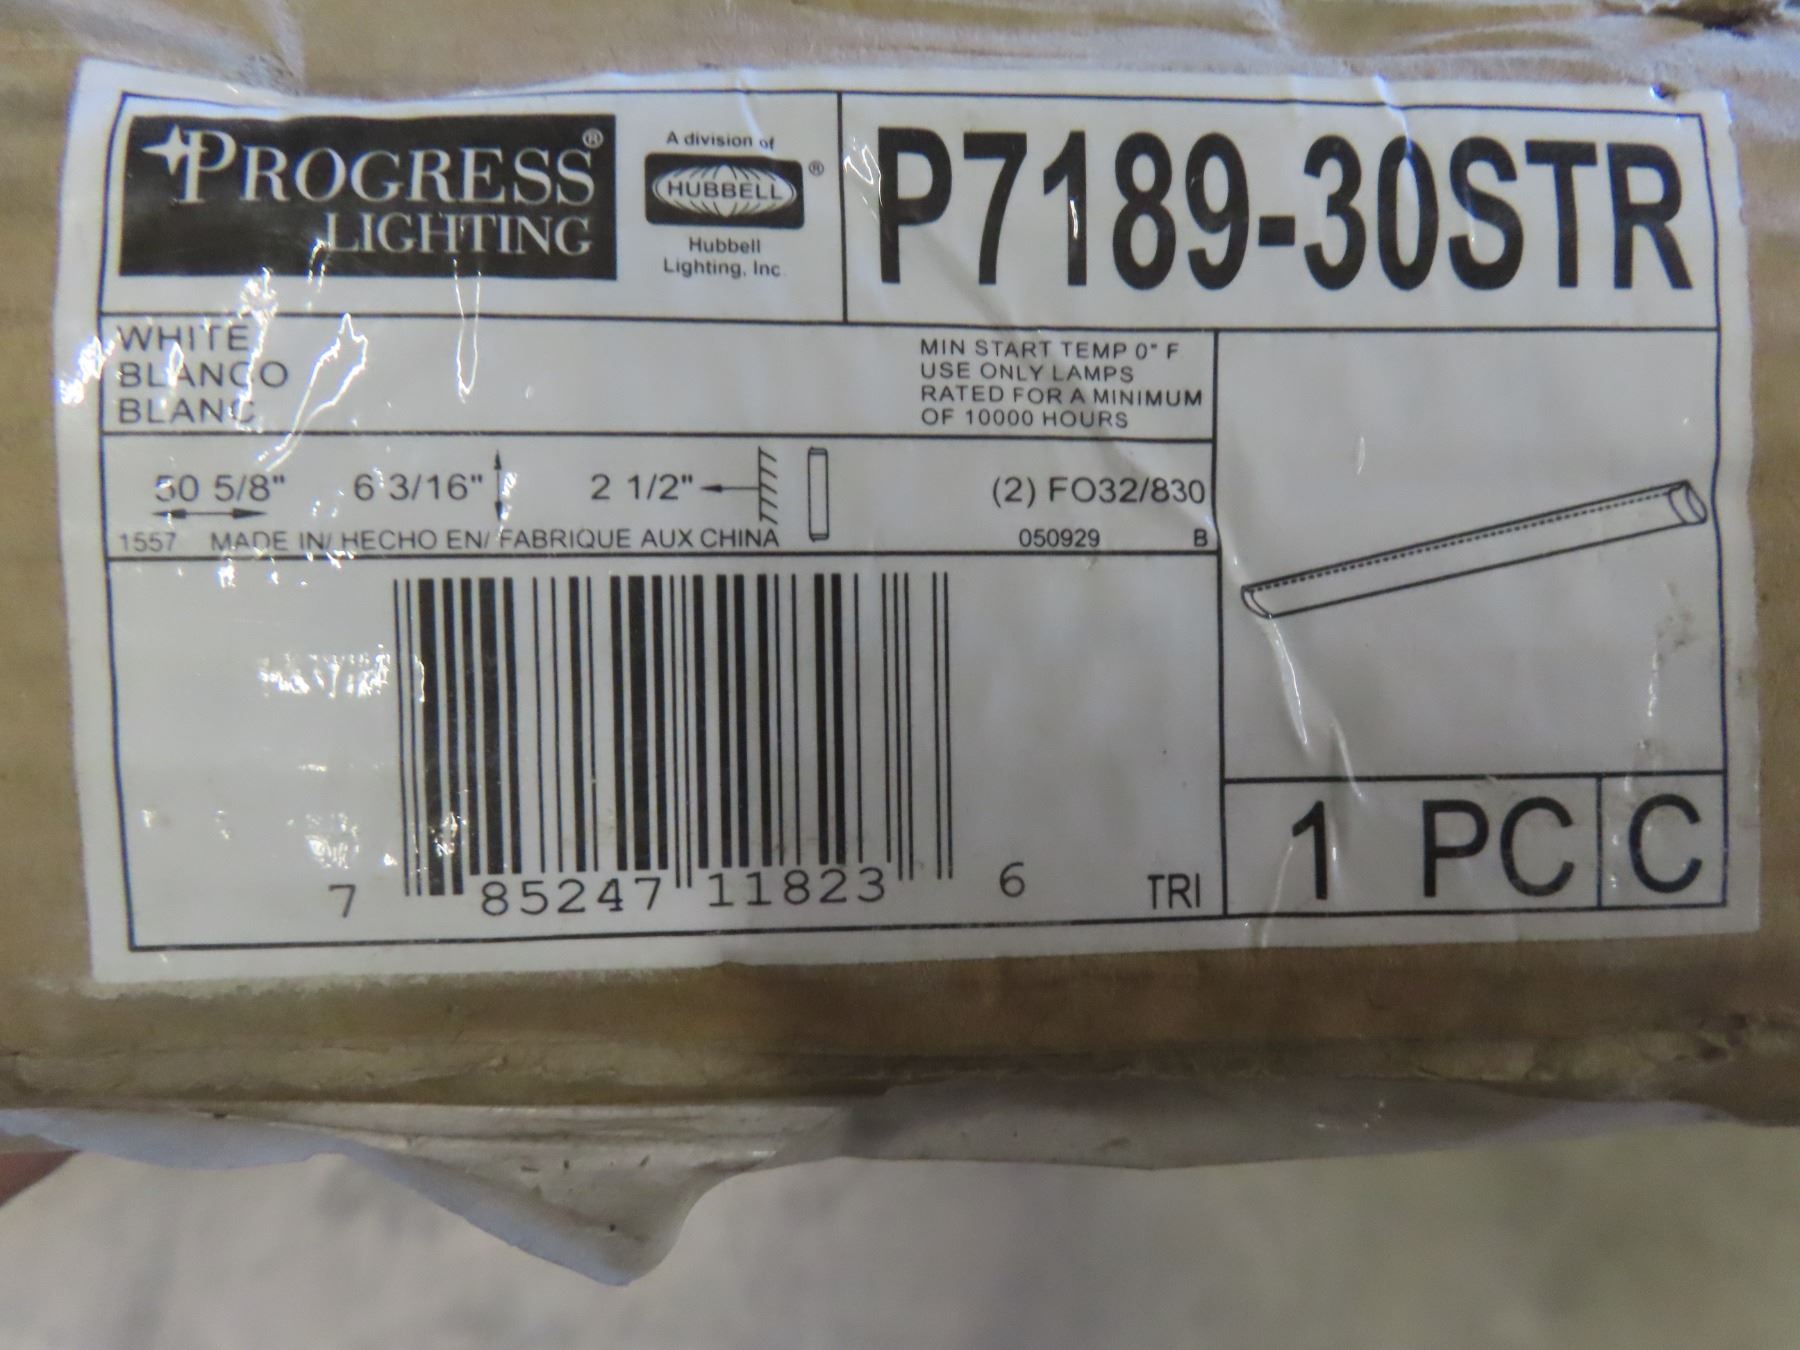 PROGRESS®
LIGHTING
A division of
HUBBELL®
Hubbell
Lighting, Inc.
P7189-30STR
WHITE
BLANCO
BLANC
MIN START TEMP 0° F
USE ONLY LAMPS
RATED FOR A MINIMUM
OF 10000 HOURS
50 5/8" 6 3/16" 2 1/2" (2) FO32/830
1557 MADE IN/ HECHO EN/ FABRIQUE AUX CHINA 050929 B
7 85247 11823 6 TRI
1 PC C